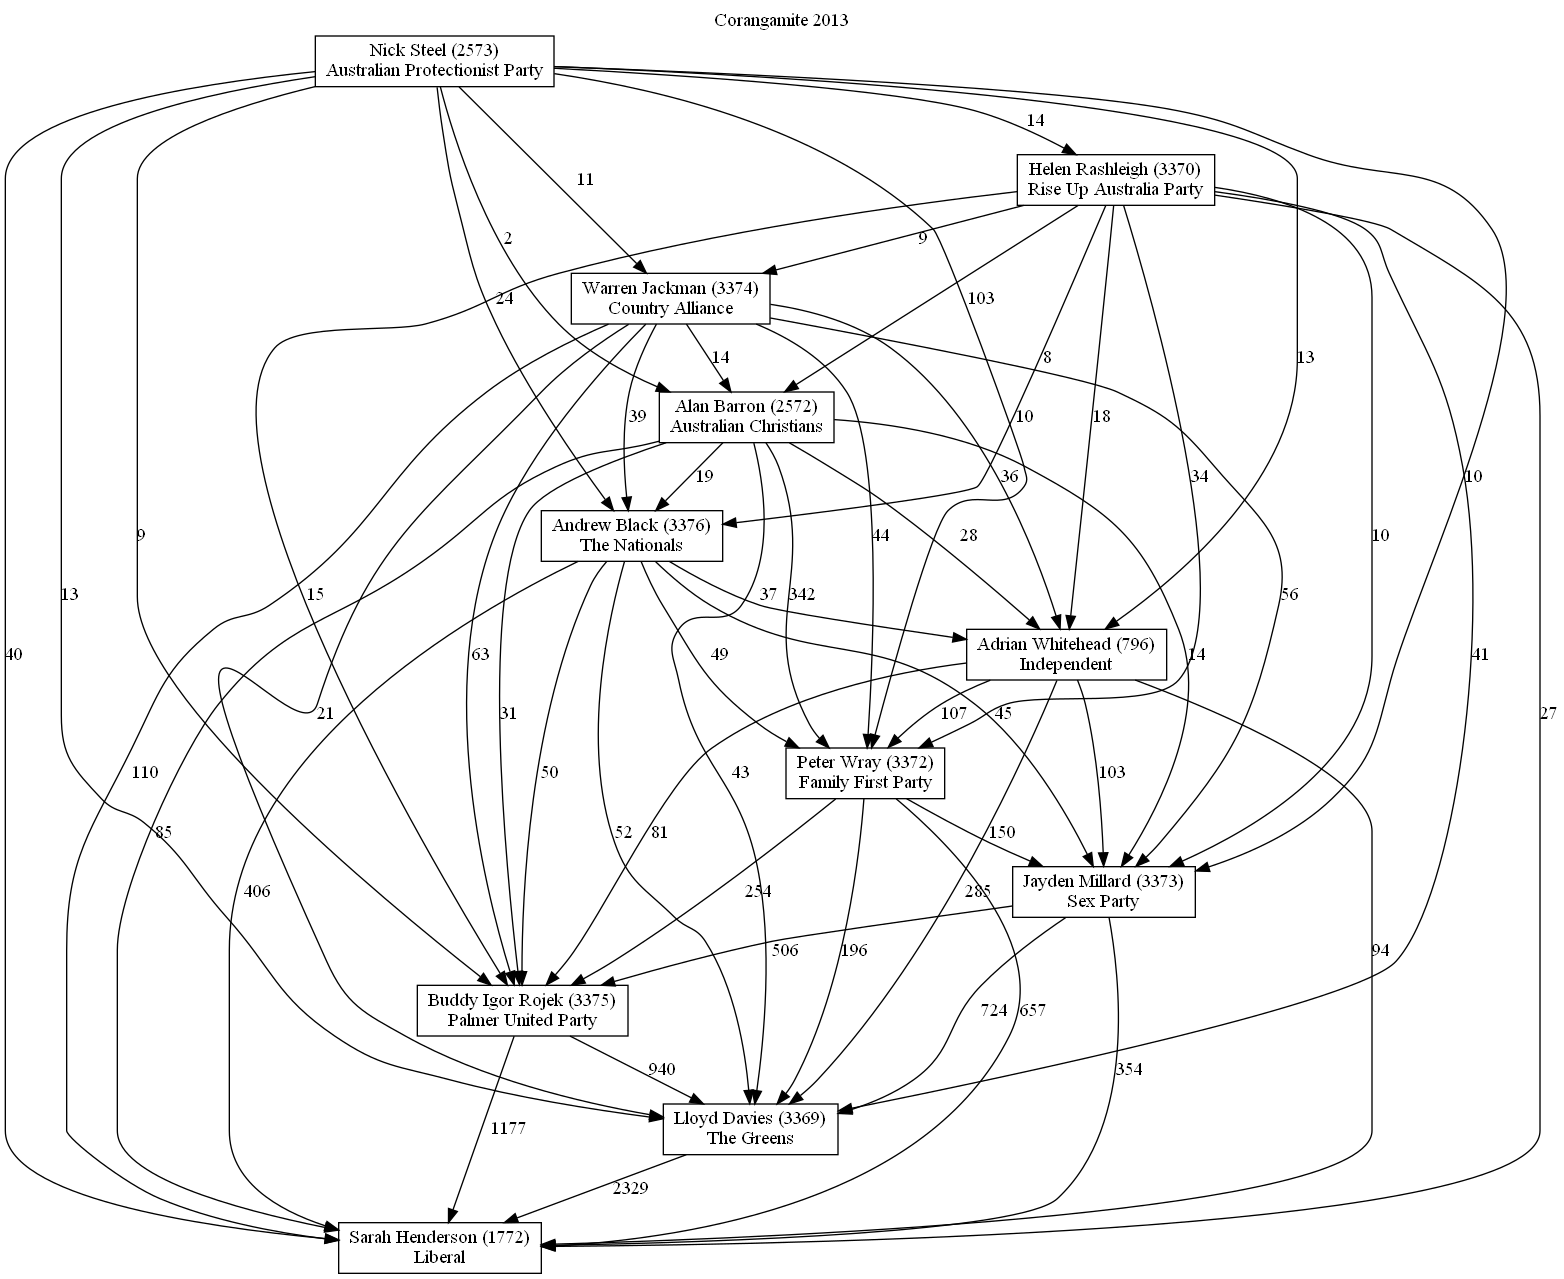 Corangamite 2013
Nick Steel (2573)
Australian Protectionist Party
14
Helen Rashleigh (3370)
Rise Up Australia Party
11
2
9
Warren Jackman (3374)
Country Alliance
24
103
14
8
13
Alan Barron (2572)
Australian Christians
39
10
18
19
36
34
10
Andrew Black (3376)
The Nationals
9
44
28
10
13
15
342
37
56
40
63
49
Adrian Whitehead (796)
Independent
14
41
21
31
107
45
27
110
50
43
Peter Wray (3372)
Family First Party
103
85
52
81
150
406
254
285
Jayden Millard (3373)
Sex Party
506
196
94
Buddy Igor Rojek (3375)
Palmer United Party
724
657
940
354
Lloyd Davies (3369)
The Greens
1177
2329
Sarah Henderson (1772)
Liberal